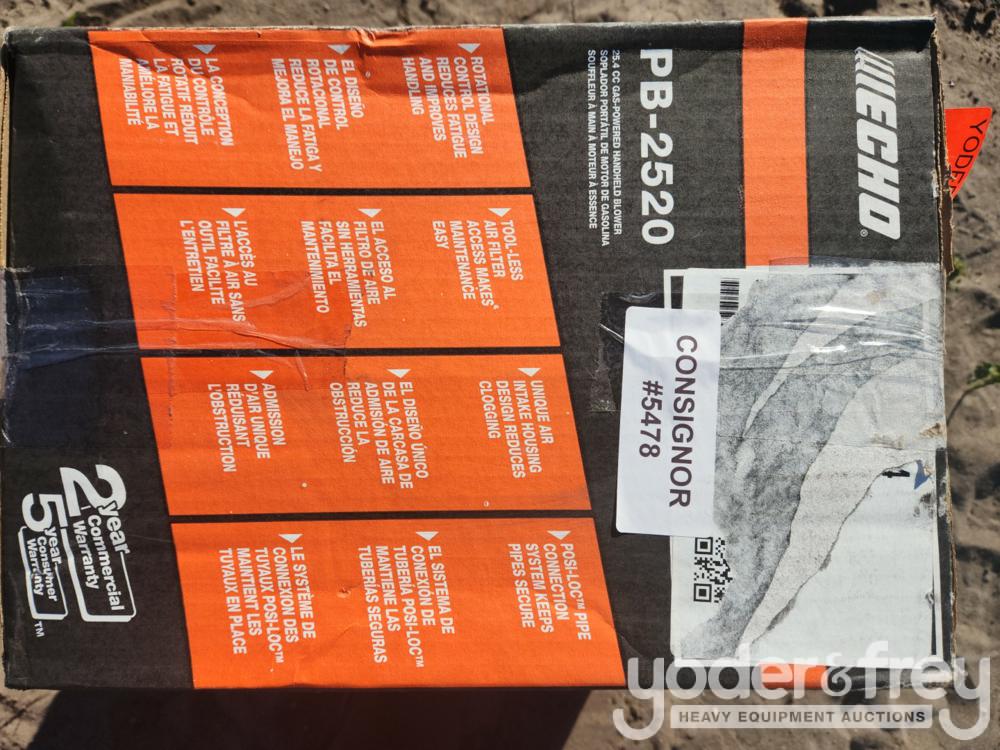 ECHO®
PB-2520
25.4 CC GAS-POWERED HANDHELD BLOWER
SOPLADOR PORTÁTIL DE MOTOR DE GASOLINA
SOUFFLEUR À MAIN À MOTEUR À ESSENCE
CONSIGNOR
#5478
ROTATIONAL
CONTROL DESIGN
REDUCES FATIGUE
AND IMPROVES
HANDLING
EL DISEÑO
DE CONTROL
ROTACIONAL
REDUCE LA FATIGA Y
MEJORA EL MANEJO
LA CONCEPTION
DU CONTRÔLE
ROTATIF RÉDUIT
LA FATIGUE ET
AMÉLIORE LA
MANIABILITÉ
TOOL-LESS
AIR FILTER
ACCESS MAKES
MAINTENANCE
EASY
EL ACCESO AL
FILTRO DE AIRE
SIN HERRAMIENTAS
FACILITA EL
MANTENIMIENTO
L'ACCÈS AU
FILTRE À AIR SANS
OUTIL FACILITE
L'ENTRETIEN
UNIQUE AIR
INTAKE HOUSING
DESIGN REDUCES
CLOGGING
EL DISEÑO ÚNICO
DE LA CARCASA DE
ADMISIÓN DE AIRE
REDUCE LA
OBSTRUCCIÓN
ADMISSION
D'AIR UNIQUE
RÉDUISANT
L'OBSTRUCTION
POSI-LOC™ PIPE
CONNECTION
SYSTEM KEEPS
PIPES SECURE
EL SISTEMA DE
CONEXIÓN DE
TUBERÍA POSI-LOC™
MANTIENE LAS
TUBERÍAS SEGURAS
LE SYSTÈME DE
CONNEXION DES
TUYAUX POSI-LOC™
MAINTIENT LES
TUYAUX EN PLACE
2 year
Commercial
Warranty
5 year
Consumer
Warranty
™
yoder & frey
HEAVY EQUIPMENT AUCTIONS